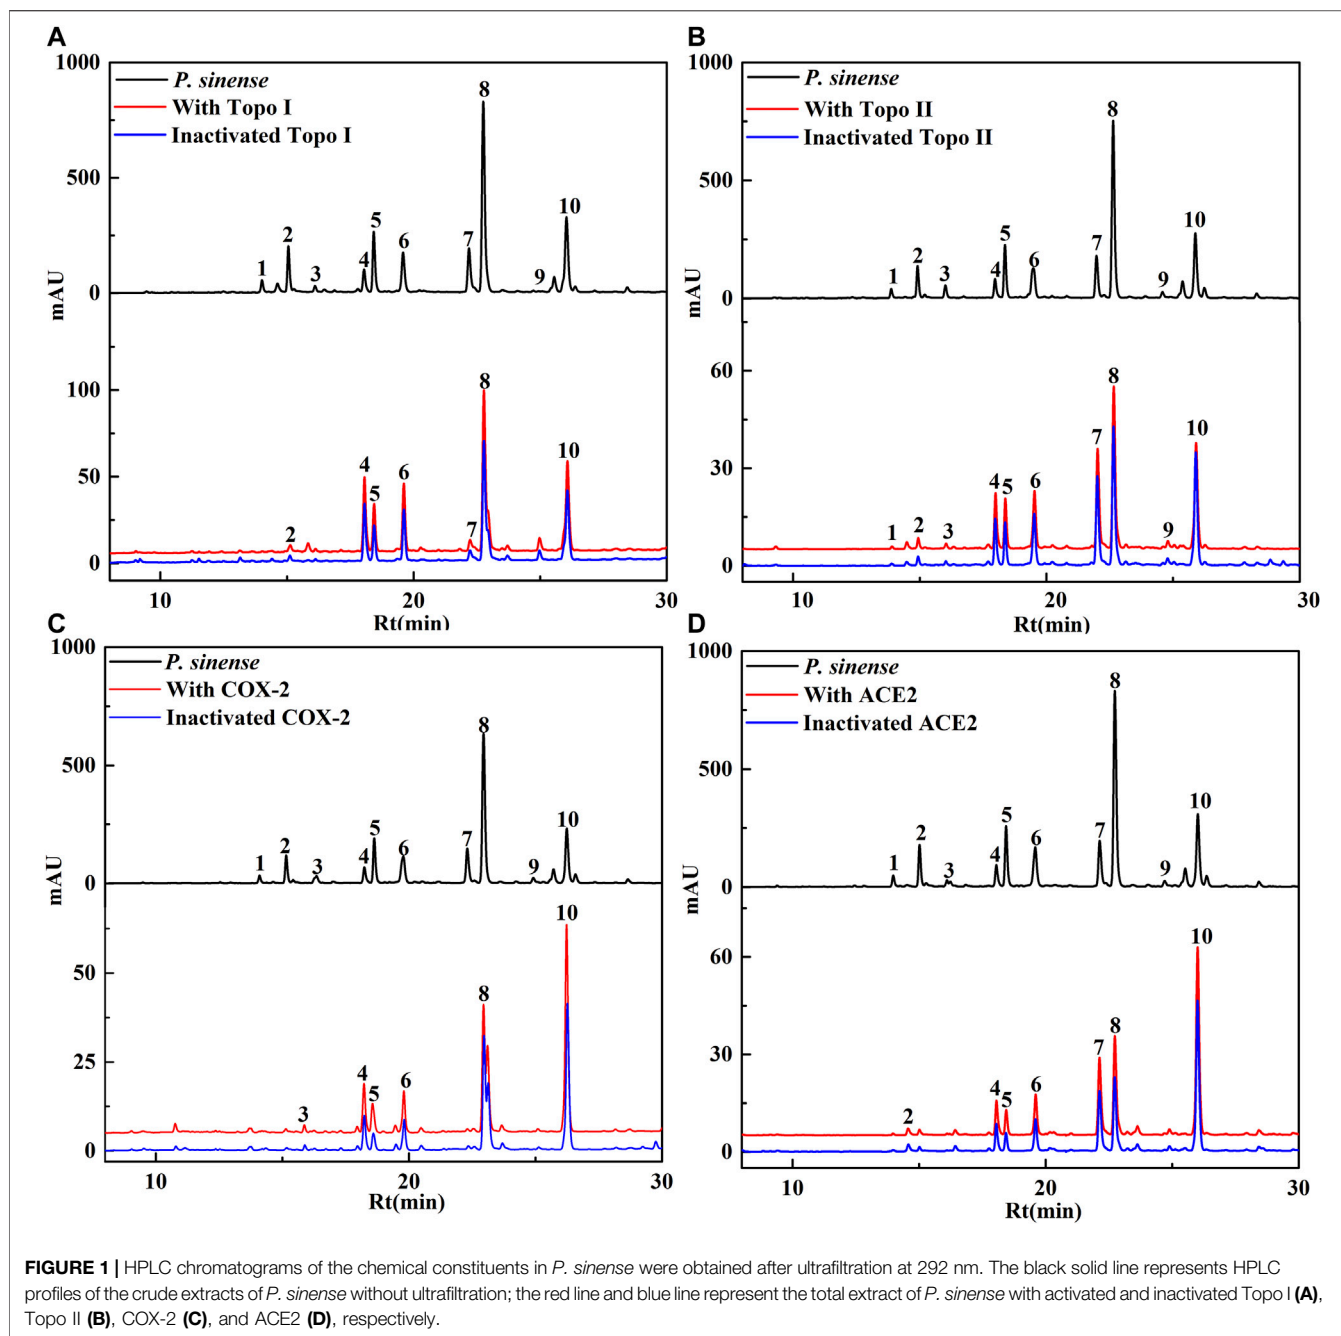 A
1000
P. sinense
With Topo I
Inactivated Topo I
500
0
mAU
1 2 3 4 5 6 7 8 9 10
100
50
0
2 4 5 6 7 8 10
10 20 30
Rt(min)
B
1000
P. sinense
With Topo II
Inactivated Topo II
500
0
mAU
1 2 3 4 5 6 7 8 9 10
60
30
0
1 2 3 4 5 6 7 8 9 10
10 20 30
Rt(min)
C
1000
P. sinense
With COX-2
Inactivated COX-2
500
0
mAU
1 2 3 4 5 6 7 8 9 10
50
25
0
3 4 5 6 8 10
10 20 30
Rt(min)
D
1000
P. sinense
With ACE2
Inactivated ACE2
500
0
mAU
1 2 3 4 5 6 7 8 9 10
60
30
0
2 4 5 6 7 8 10
10 20 30
Rt(min)
FIGURE 1 | HPLC chromatograms of the chemical constituents in P. sinense were obtained after ultrafiltration at 292 nm. The black solid line represents HPLC
profiles of the crude extracts of P. sinense without ultrafiltration; the red line and blue line represent the total extract of P. sinense with activated and inactivated Topo I (A),
Topo II (B), COX-2 (C), and ACE2 (D), respectively.